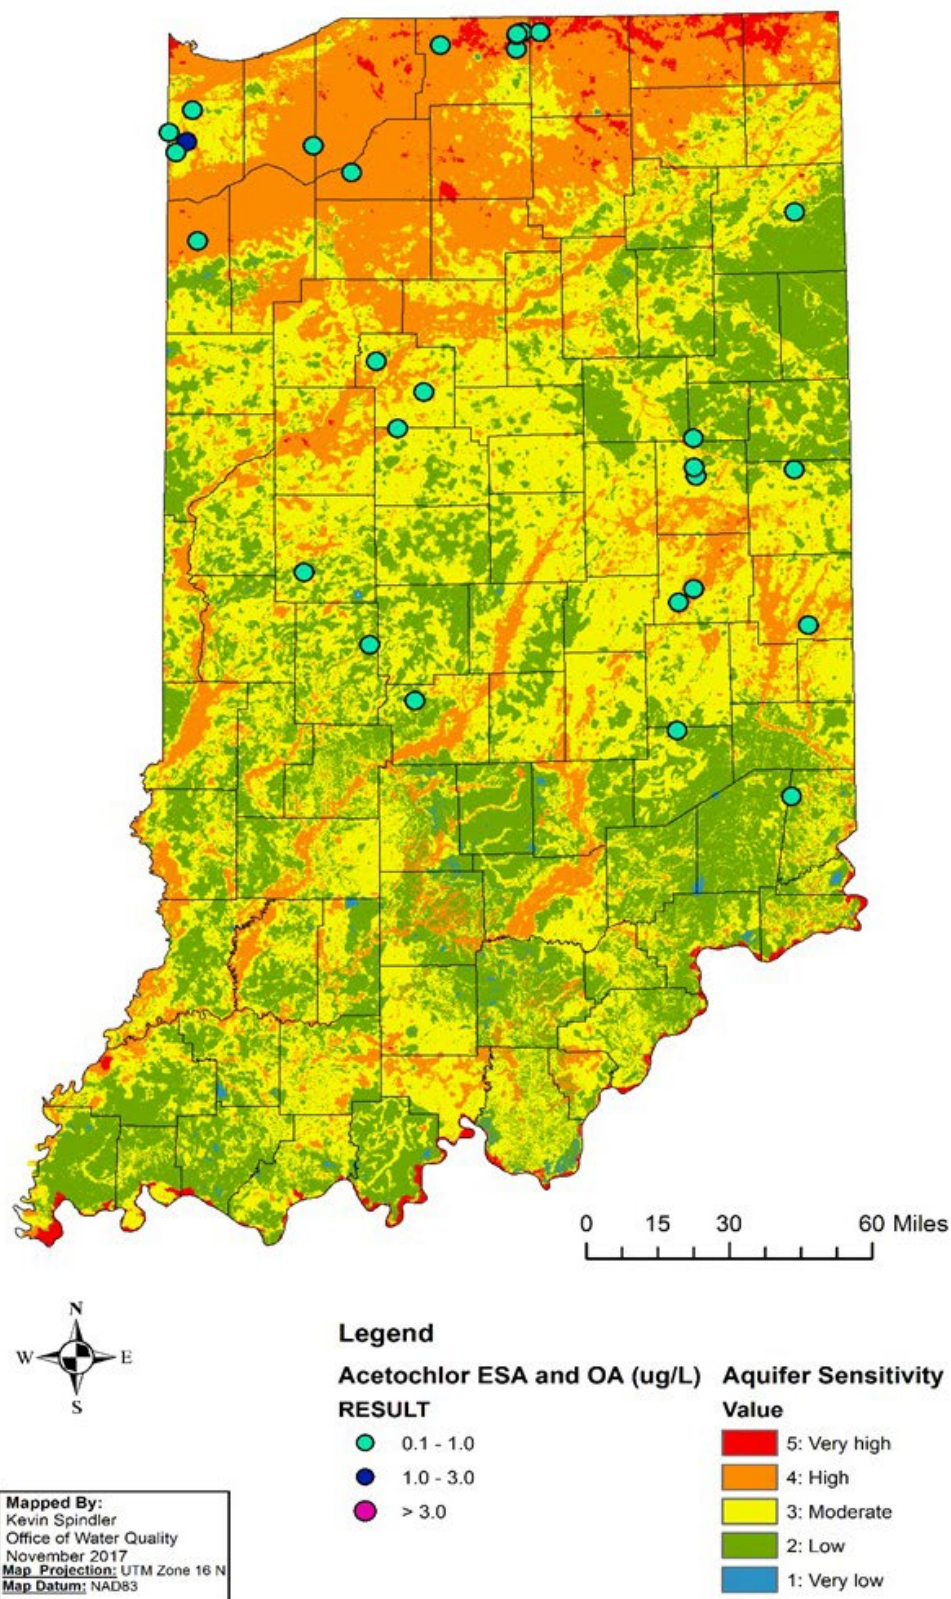 0 15 30 60 Miles
N
W E
S
Legend
Acetochlor ESA and OA (ug/L)
RESULT
0.1 - 1.0
1.0 - 3.0
> 3.0
Aquifer Sensitivity
Value
5: Very high
4: High
3: Moderate
2: Low
1: Very low
Mapped By:
Kevin Spindler
Office of Water Quality
November 2017
Map Projection: UTM Zone 16 N
Map Datum: NAD83